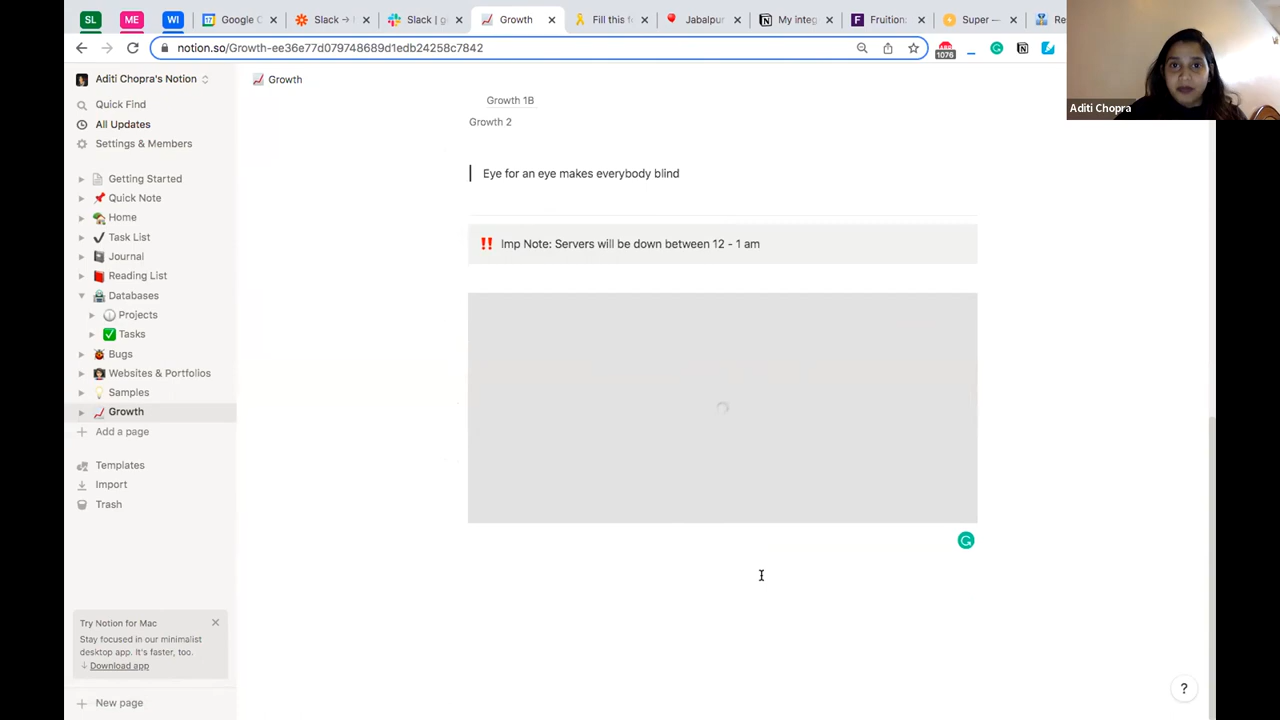 SL
ME
WI
17 Google C
Slack →
Slack | g
Growth
Fill this f
Jabalpu
My integ
Fruition:
Super —
Re
notion.so/Growth-ee36e77d079748689d1edb24258c7842
1076
Aditi Chopra
Aditi Chopra's Notion
Growth
Quick Find
All Updates
Settings & Members
Getting Started
Quick Note
Home
Task List
Journal
Reading List
Databases
Projects
Tasks
Bugs
Websites & Portfolios
Samples
Growth
Add a page
Templates
Import
Trash
Growth 1B
Growth 2
Eye for an eye makes everybody blind
Imp Note: Servers will be down between 12 - 1 am
Try Notion for Mac
Stay focused in our minimalist
desktop app. It's faster, too.
Download app
New page
?